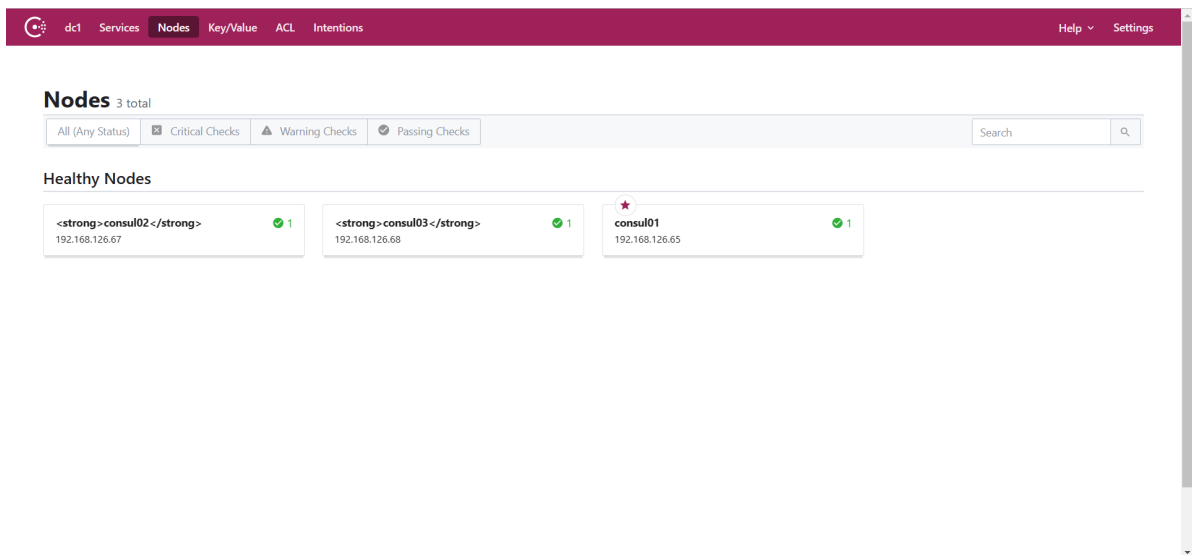 dc1 Services Nodes Key/Value ACL Intentions Help Settings
Nodes 3 total
All (Any Status) Critical Checks Warning Checks Passing Checks Search
Healthy Nodes
<strong>consul02</strong> 1 <strong>consul03</strong> 1 consul01 1
192.168.126.67 192.168.126.68 192.168.126.65